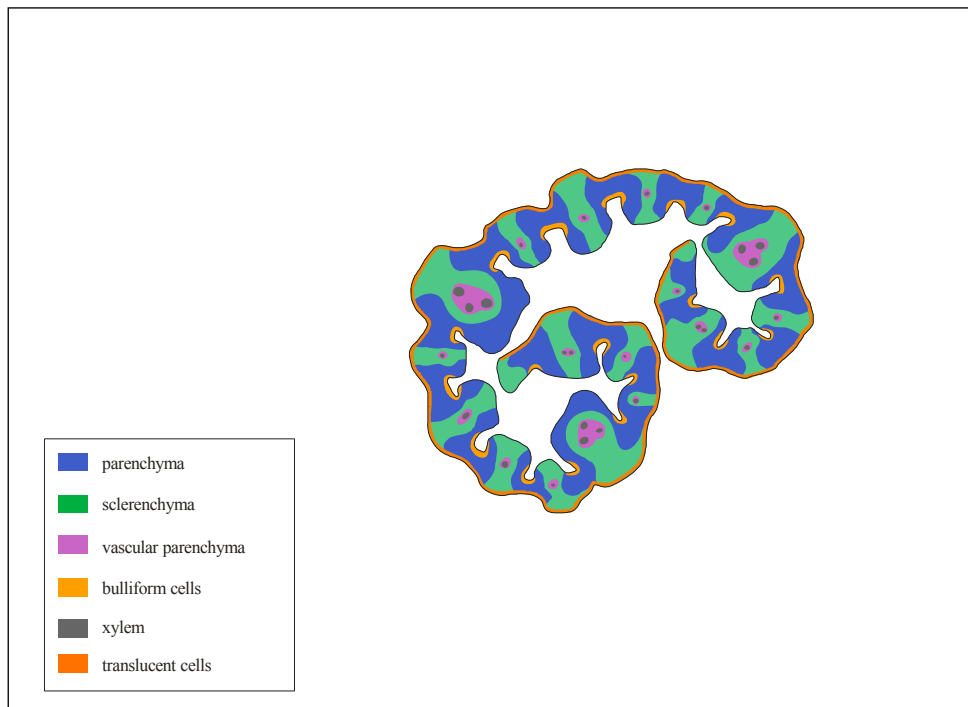 parenchyma
sclerenchyma
vascular parenchyma
bulliform cells
xylem
translucent cells